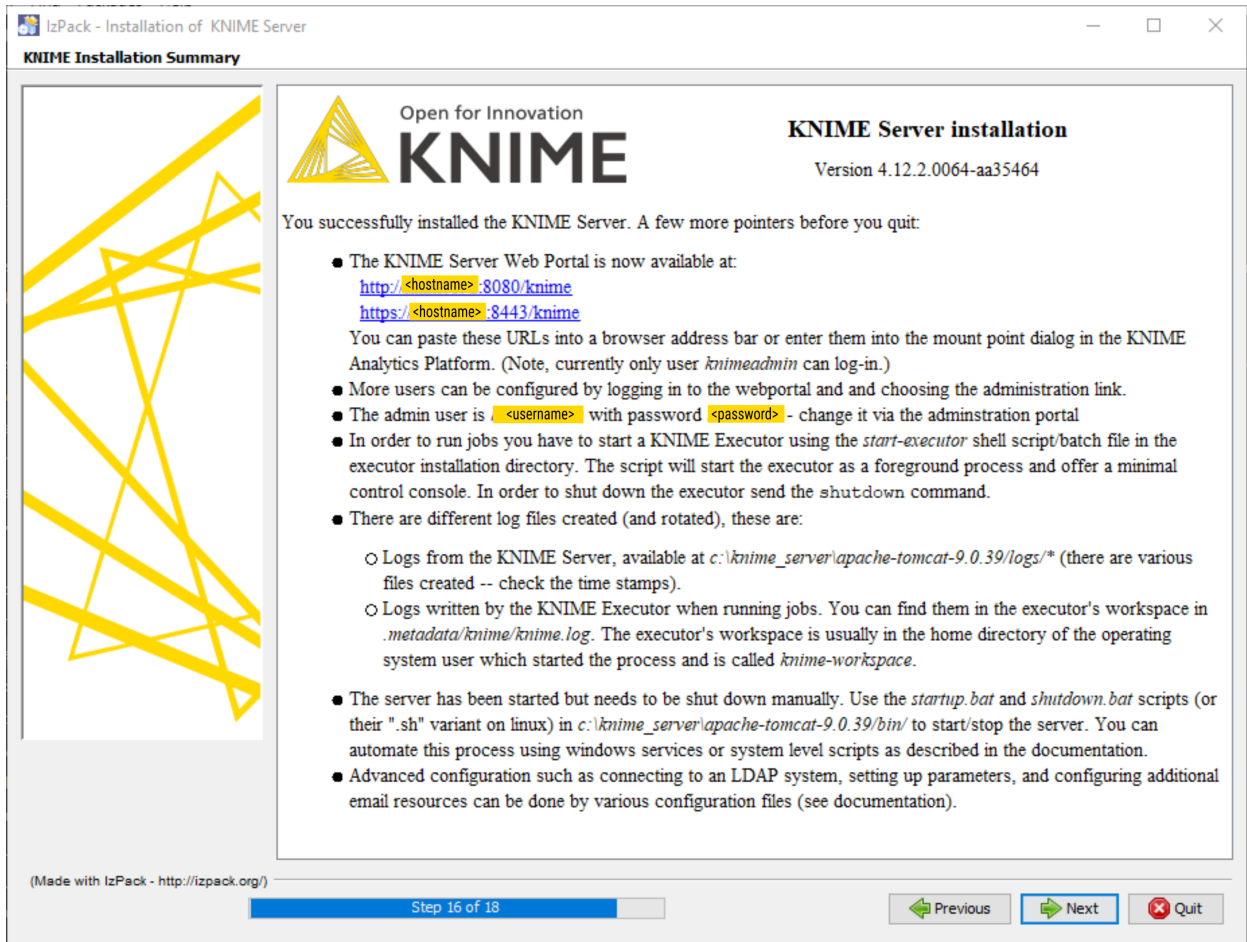 IzPack - Installation of  KNIME Server
KNIME Installation Summary
Open for Innovation
KNIME
KNIME Server installation
Version 4.12.2.0064-aa35464
You successfully installed the KNIME Server. A few more pointers before you quit:
The KNIME Server Web Portal is now available at:
http:/ <hostname> :8080/knime
https:/ <hostname> :8443/knime
You can paste these URLs into a browser address bar or enter them into the mount point dialog in the KNIME
Analytics Platform. (Note, currently only user knimeadmin can log-in.)
More users can be configured by logging in to the webportal and and choosing the administration link.
The admin user is <username> with password <password> - change it via the adminstration portal
In order to run jobs you have to start a KNIME Executor using the start-executor shell script/batch file in the
executor installation directory. The script will start the executor as a foreground process and offer a minimal
control console. In order to shut down the executor send the shutdown command.
There are different log files created (and rotated), these are:
Logs from the KNIME Server, available at c:\knime_server\apache-tomcat-9.0.39/logs/* (there are various
files created -- check the time stamps).
Logs written by the KNIME Executor when running jobs. You can find them in the executor's workspace in
.metadata/knime/knime.log. The executor's workspace is usually in the home directory of the operating
system user which started the process and is called knime-workspace.
The server has been started but needs to be shut down manually. Use the startup.bat and shutdown.bat scripts (or
their ".sh" variant on linux) in c:\knime_server\apache-tomcat-9.0.39/bin/ to start/stop the server. You can
automate this process using windows services or system level scripts as described in the documentation.
Advanced configuration such as connecting to an LDAP system, setting up parameters, and configuring additional
email resources can be done by various configuration files (see documentation).
(Made with IzPack - http://izpack.org/)
Step 16 of 18
Previous
Next
Quit